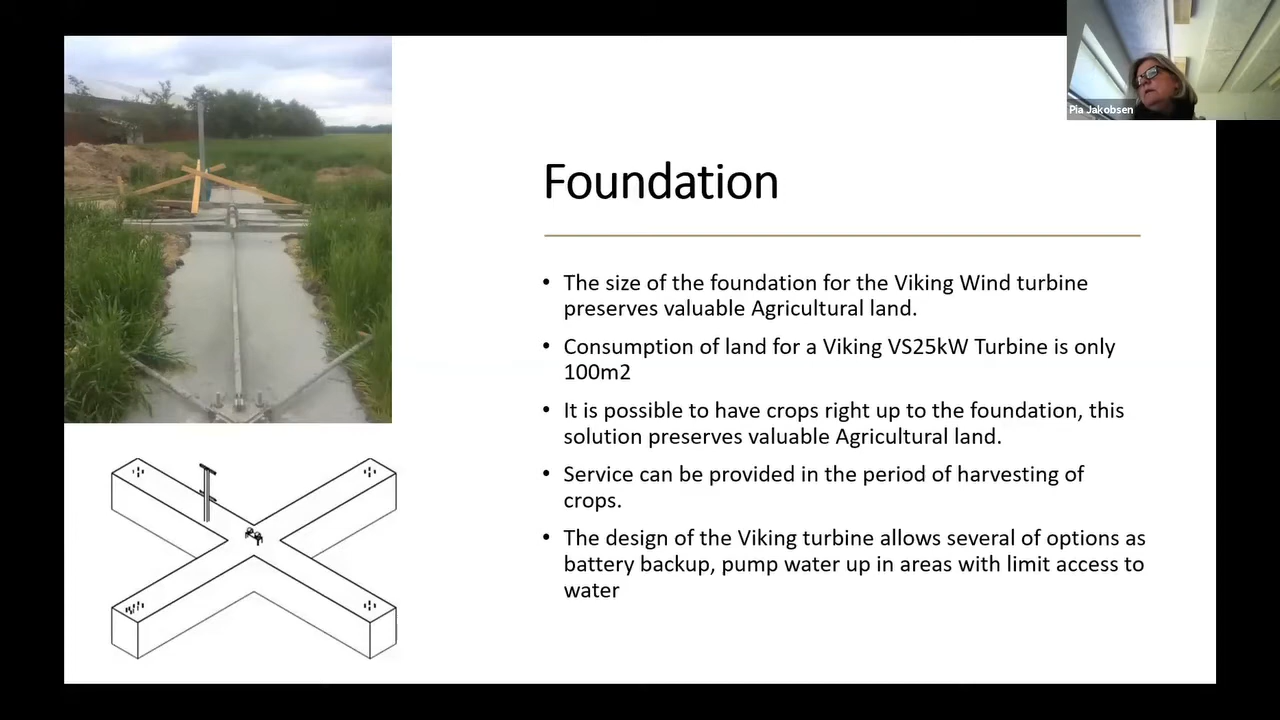 Pia Jakobsen
Foundation
• The size of the foundation for the Viking Wind turbine
preserves valuable Agricultural land.
• Consumption of land for a Viking VS25kW Turbine is only
100m2
• It is possible to have crops right up to the foundation, this
solution preserves valuable Agricultural land.
• Service can be provided in the period of harvesting of
crops.
• The design of the Viking turbine allows several of options as
battery backup, pump water up in areas with limit access to
water